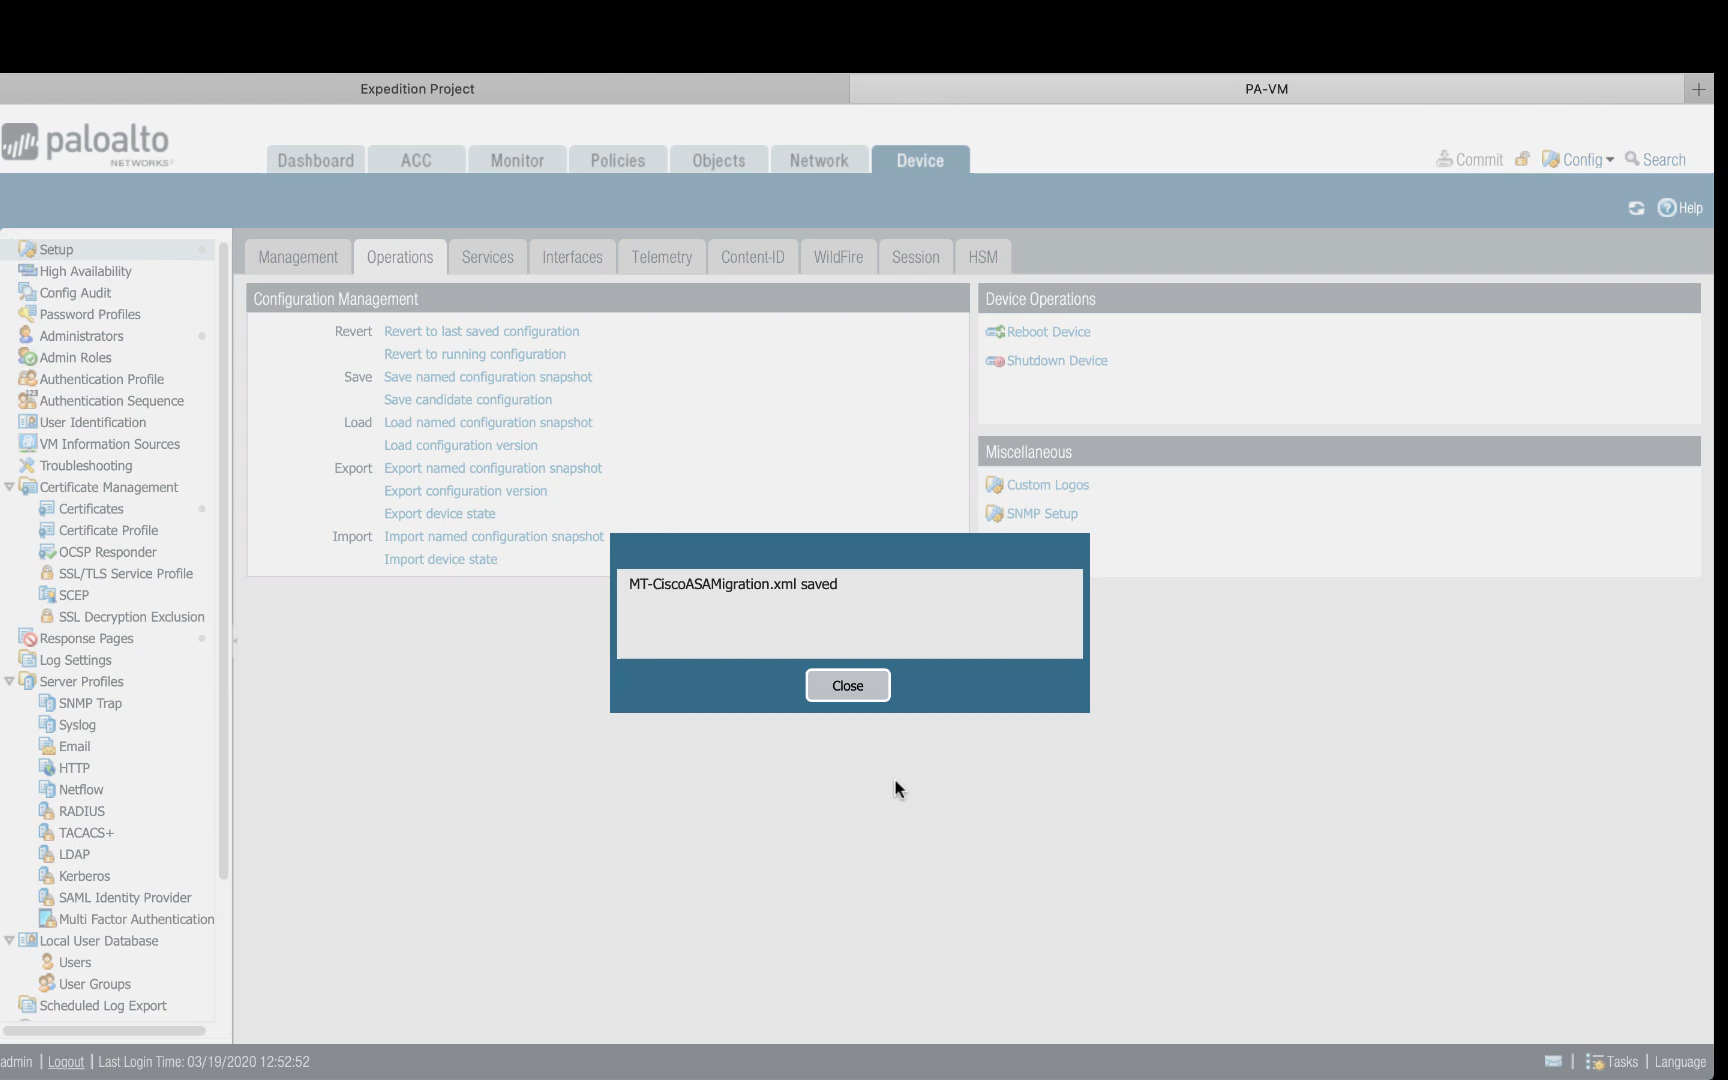 Expedition Project
PA-VM
paloalto
NETWORKS
Dashboard
ACC
Monitor
Policies
Objects
Network
Device
Commit
Config
Search
Help
Setup
High Availability
Config Audit
Password Profiles
Administrators
Admin Roles
Authentication Profile
Authentication Sequence
User Identification
VM Information Sources
Troubleshooting
Certificate Management
Certificates
Certificate Profile
OCSP Responder
SSL/TLS Service Profile
SCEP
SSL Decryption Exclusion
Response Pages
Log Settings
Server Profiles
SNMP Trap
Syslog
Email
HTTP
Netflow
RADIUS
TACACS+
LDAP
Kerberos
SAML Identity Provider
Multi Factor Authentication
Local User Database
Users
User Groups
Scheduled Log Export
Management
Operations
Services
Interfaces
Telemetry
Content-ID
WildFire
Session
HSM
Configuration Management
Revert Revert to last saved configuration
Revert to running configuration
Save Save named configuration snapshot
Save candidate configuration
Load Load named configuration snapshot
Load configuration version
Export Export named configuration snapshot
Export configuration version
Export device state
Import Import named configuration snapshot
Import device state
Device Operations
Reboot Device
Shutdown Device
Miscellaneous
Custom Logos
SNMP Setup
MT-CiscoASAMigration.xml saved
Close
admin | Logout | Last Login Time: 03/19/2020 12:52:52
Tasks | Language